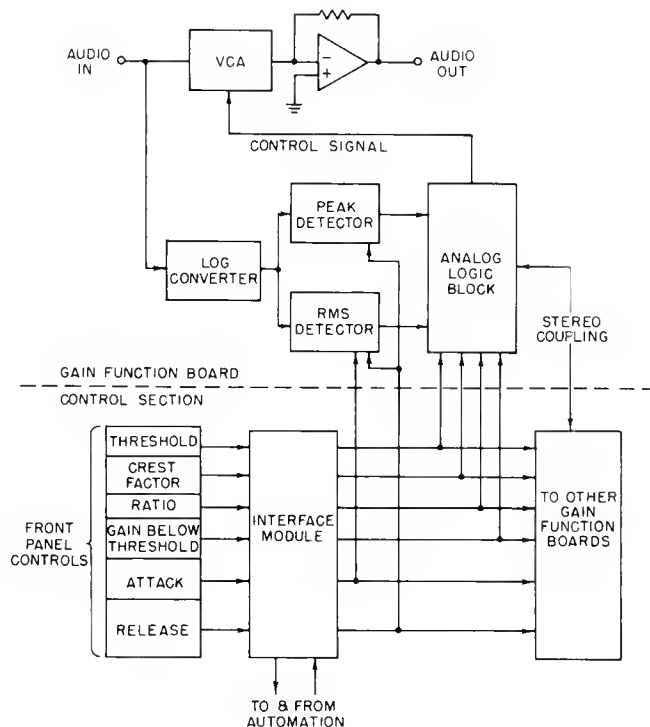 AUDIO
IN
VCA
−
+
AUDIO
OUT
CONTROL SIGNAL
PEAK
DETECTOR
ANALOG
LOGIC
BLOCK
LOG
CONVERTER
RMS
DETECTOR
STEREO
COUPLING
GAIN FUNCTION BOARD
CONTROL SECTION
FRONT
PANEL
CONTROLS
THRESHOLD
CREST
FACTOR
RATIO
GAIN BELOW
THRESHOLD
ATTACK
RELEASE
INTERFACE
MODULE
TO OTHER
GAIN
FUNCTION
BOARDS
TO & FROM
AUTOMATION